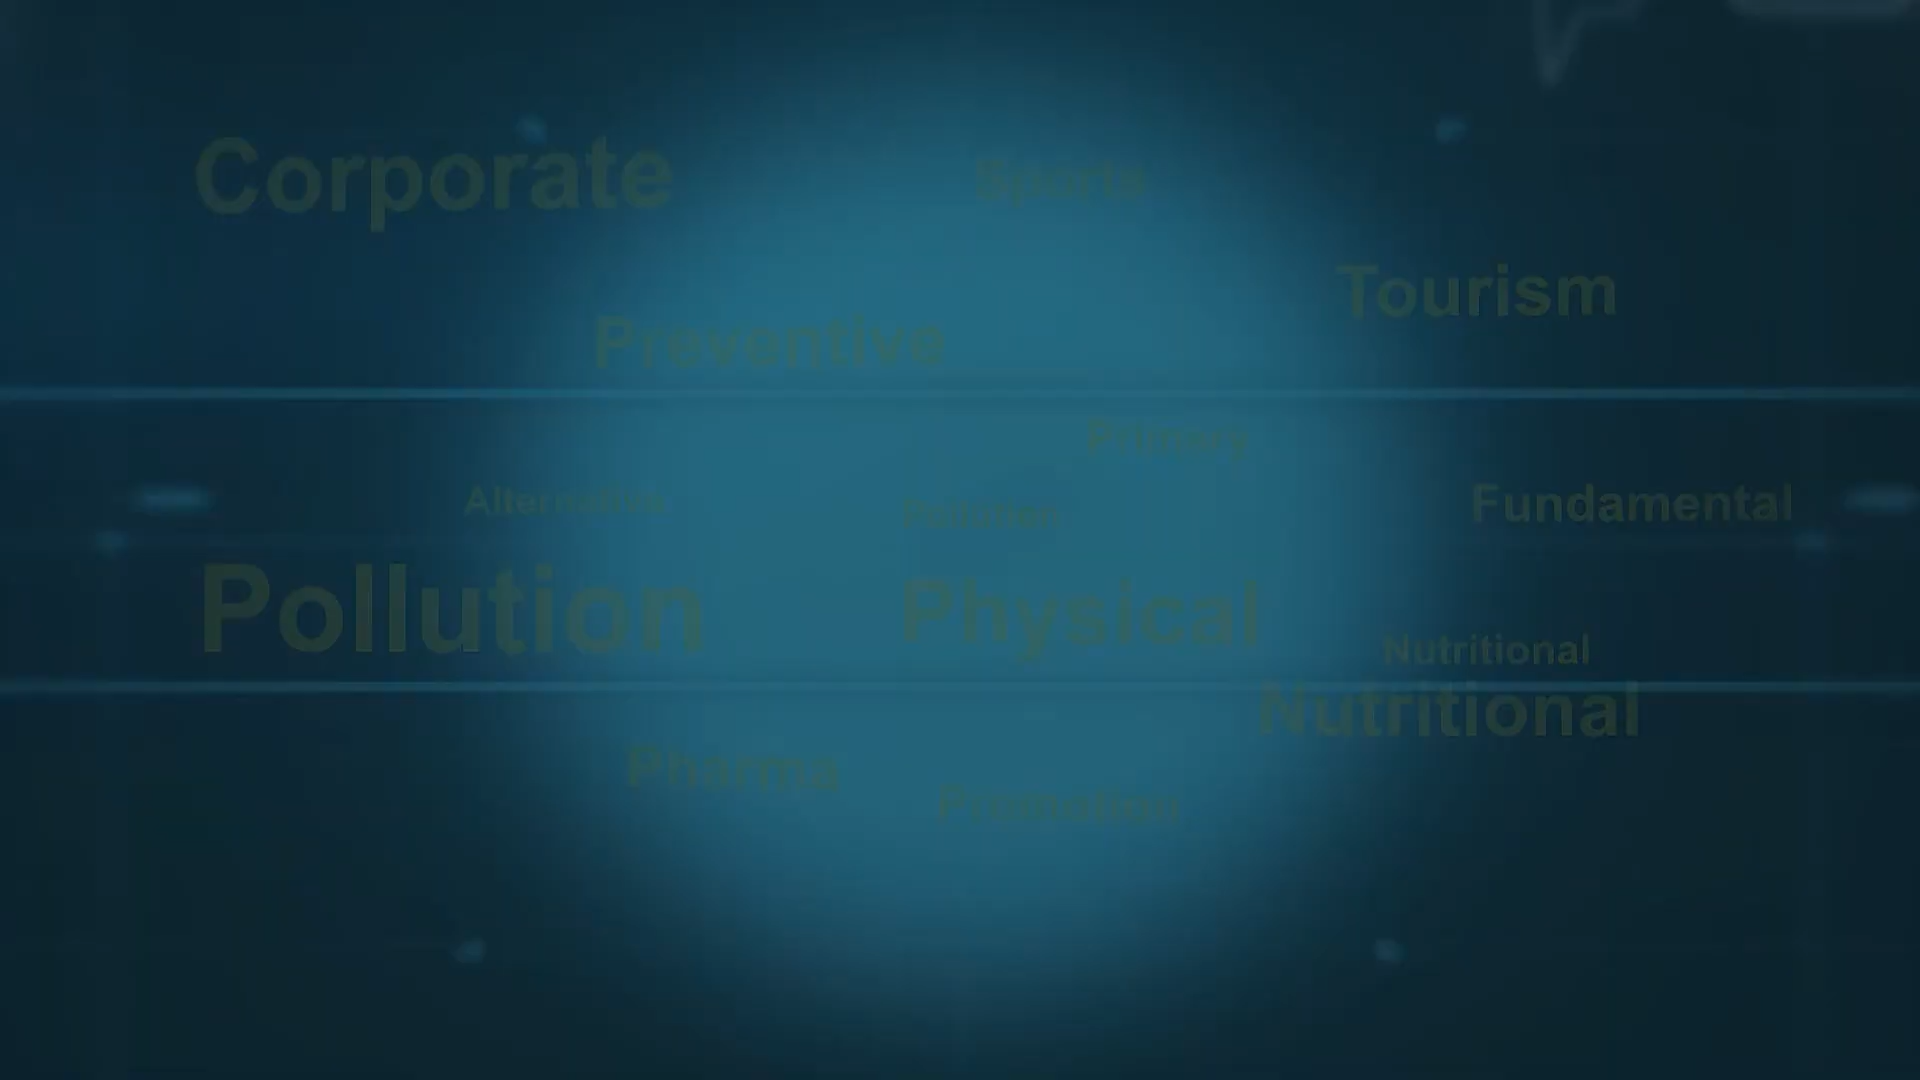 Corporate
Sports
Tourism
Preventive
Primary
Alternative
Pollution
Fundamental
Pollution
Physical
Nutritional
Nutritional
Pharma
Promotion